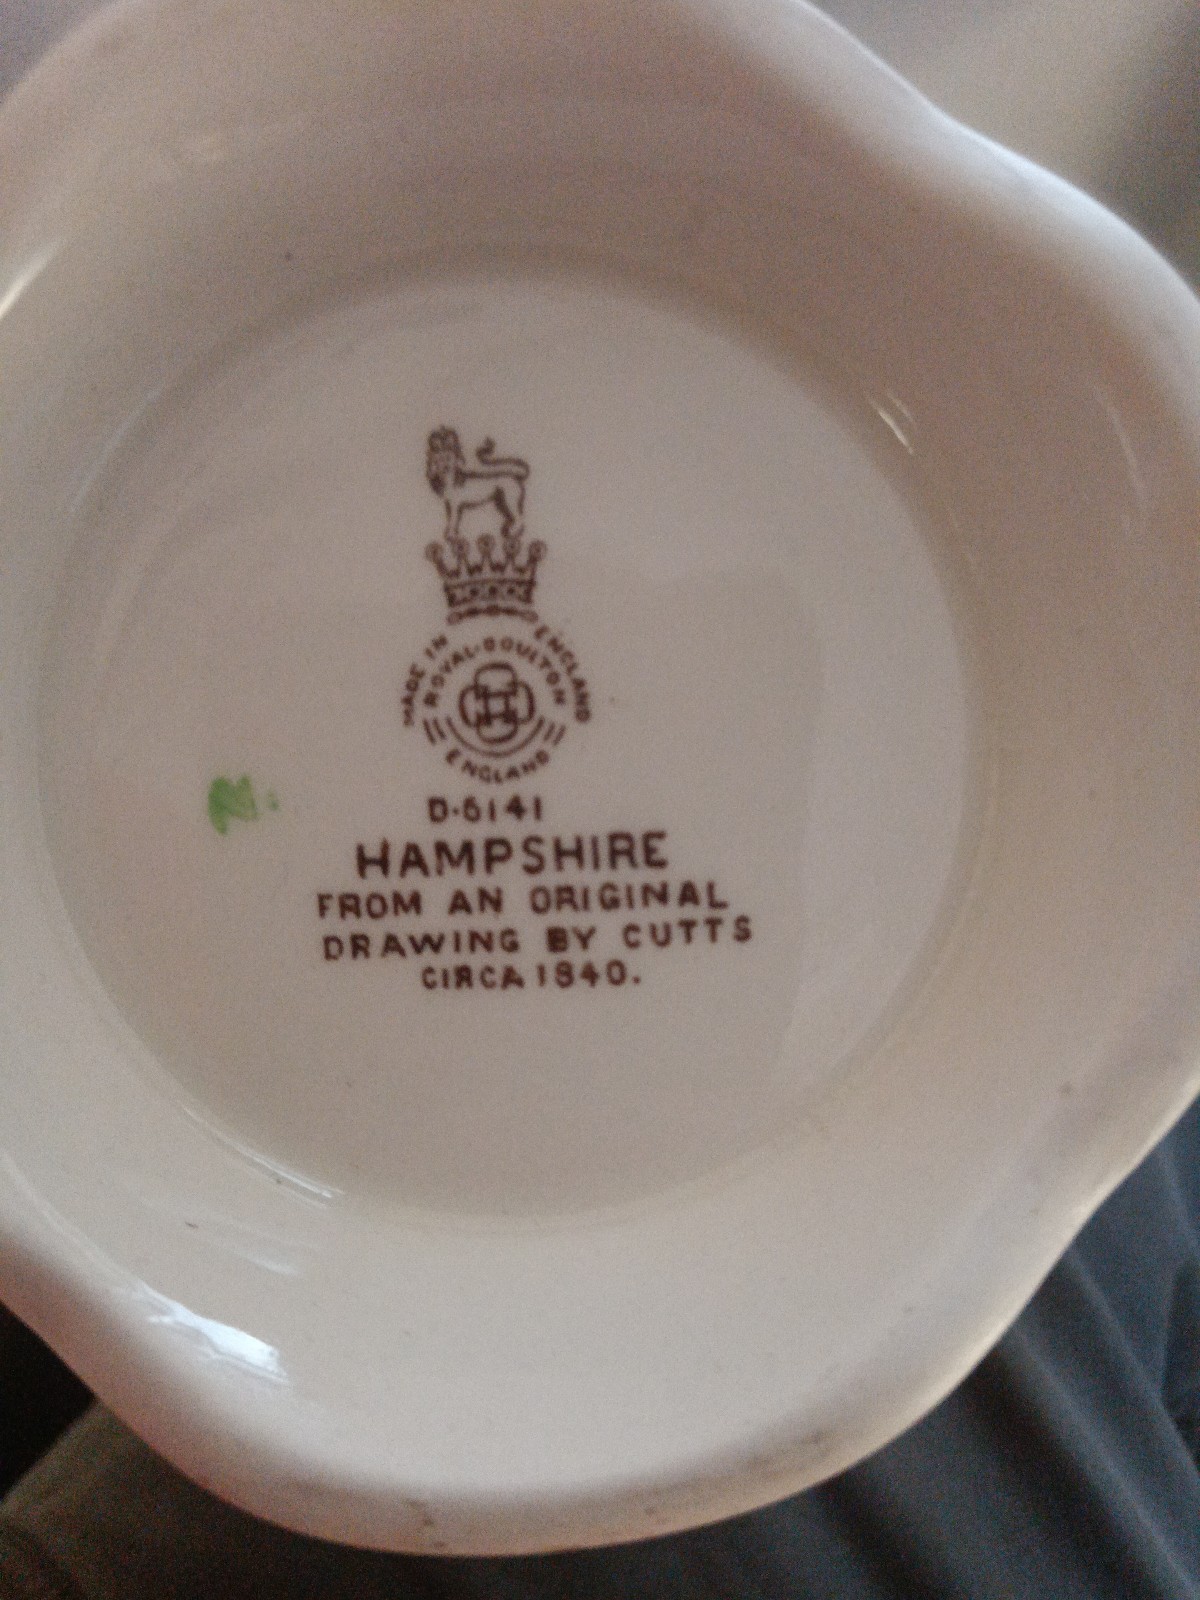 MADE IN ENGLAND
ROYAL·DOULTON
ENGLAND
D·6141
HAMPSHIRE
FROM AN ORIGINAL
DRAWING BY CUTTS
CIRCA 1840.